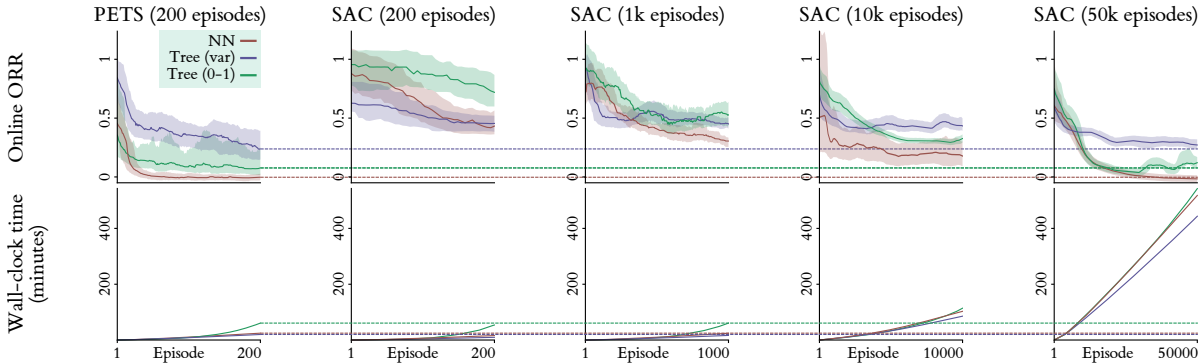 PETS (200 episodes)
SAC (200 episodes)
SAC (1k episodes)
SAC (10k episodes)
SAC (50k episodes)
Online ORR
1
0.5
0
NN
Tree (var)
Tree (0-1)
1
0.5
0
1
0.5
0
1
0.5
0
1
0.5
0
Wall-clock time
(minutes)
400
200
400
200
400
200
400
200
400
200
1 Episode 200
1 Episode 200
1 Episode 1000
1 Episode 10000
1 Episode 50000